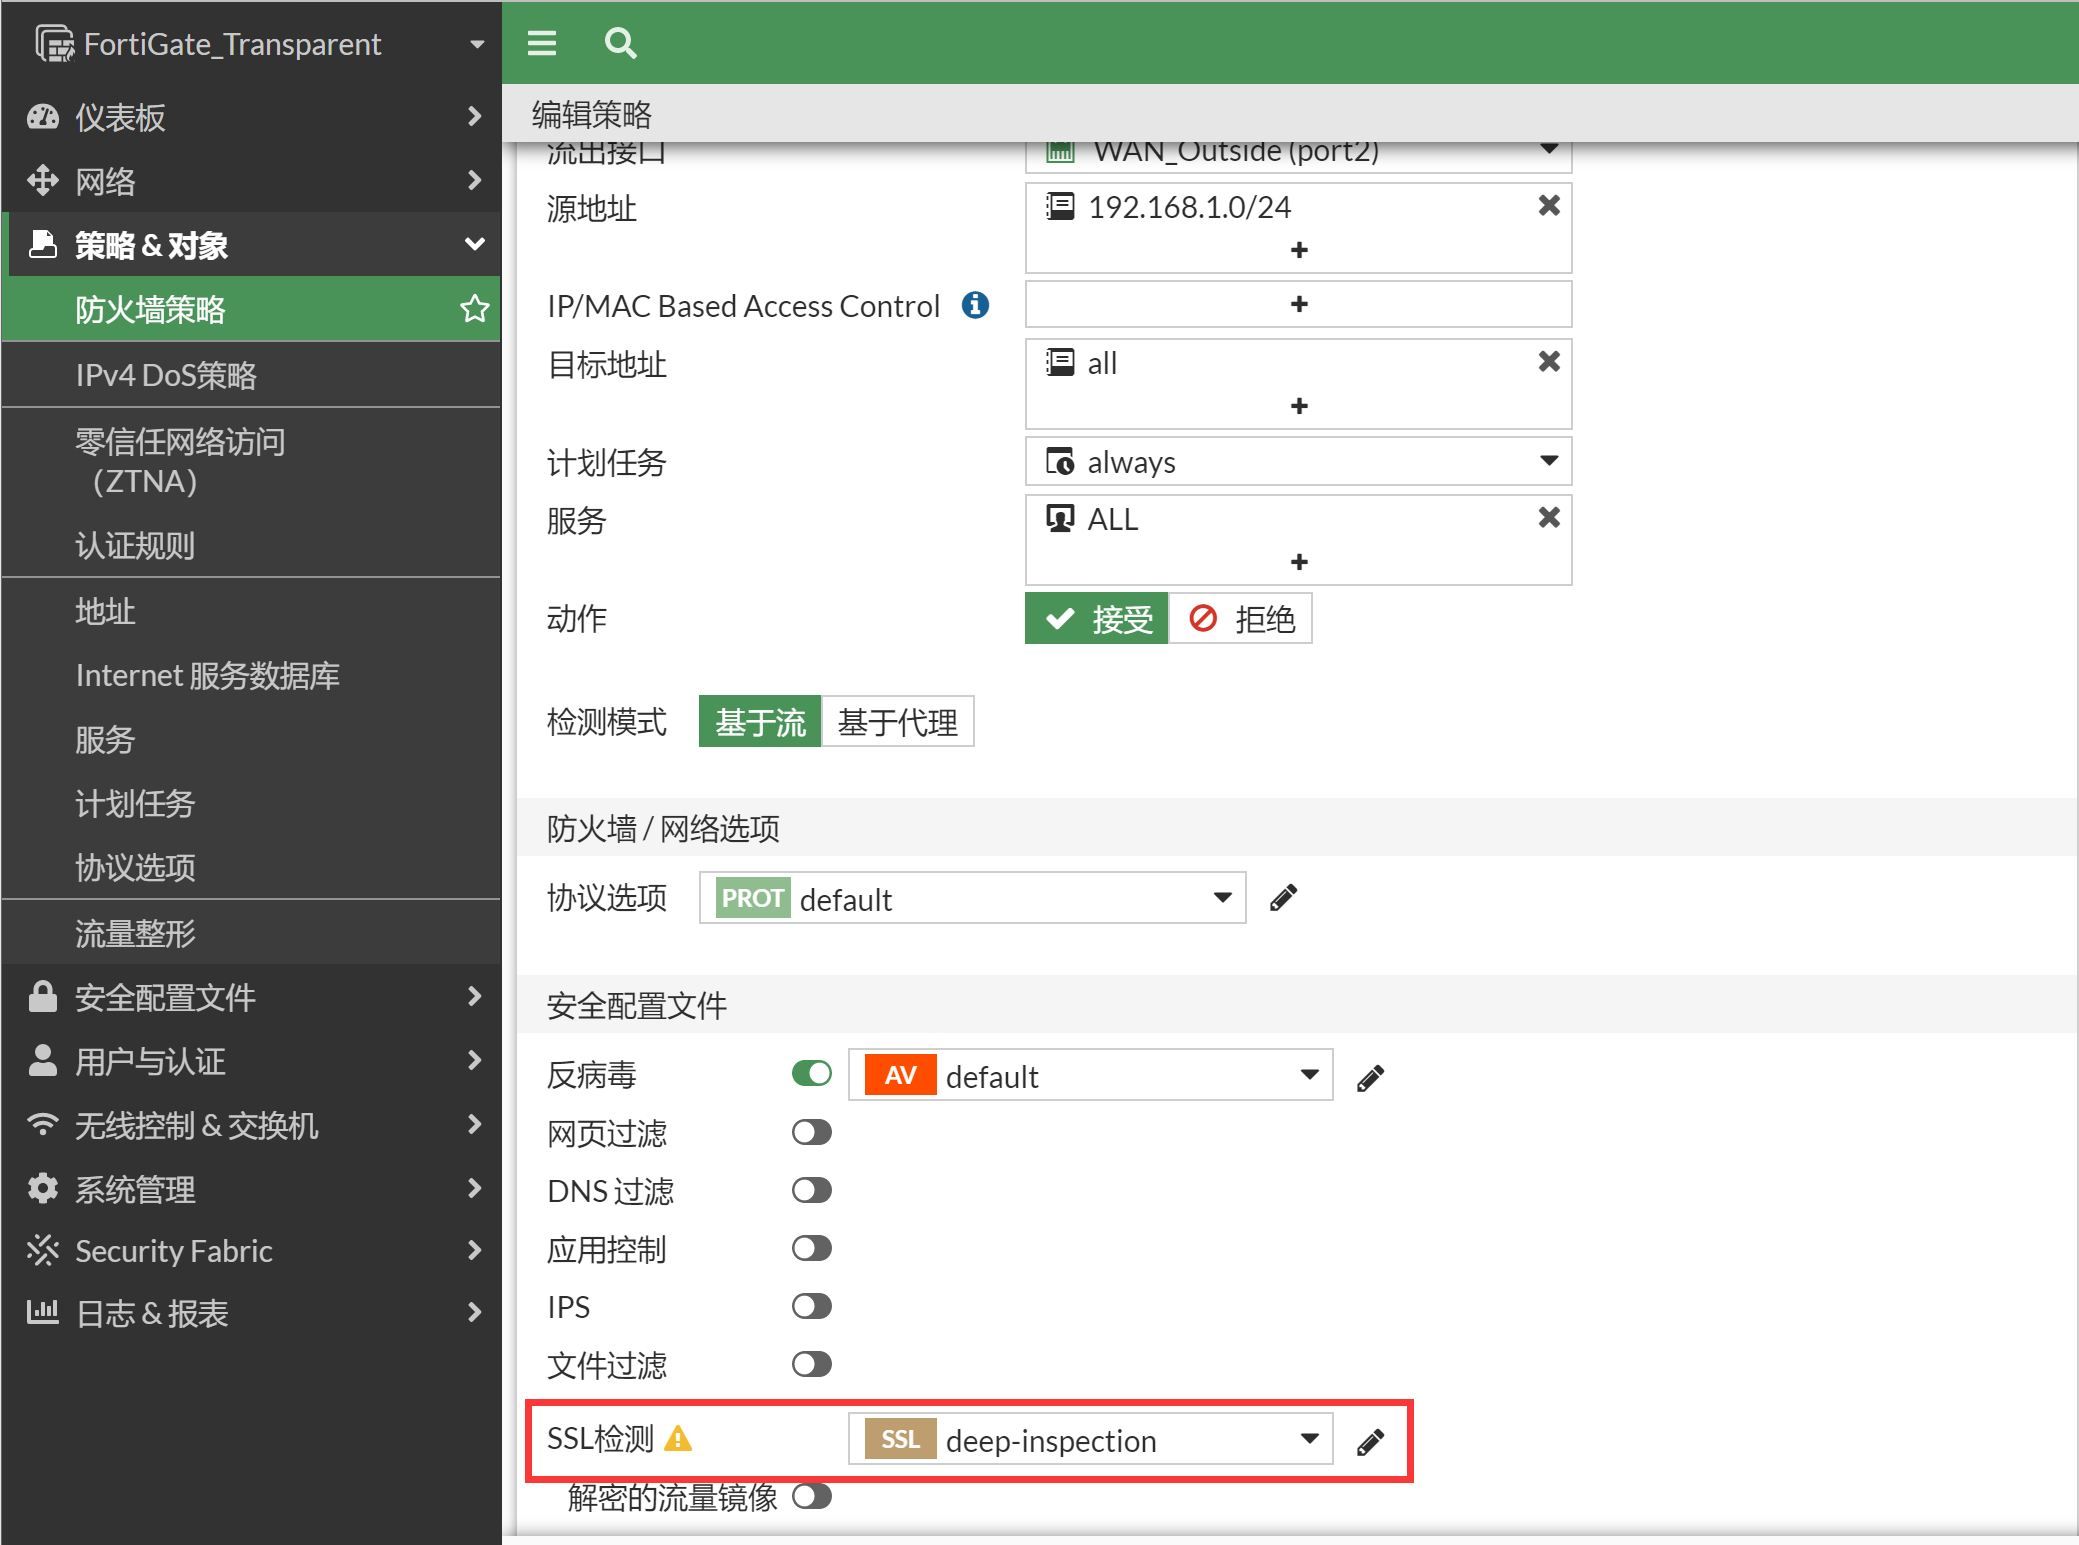 FortiGate_Transparent
仪表板
网络
策略 & 对象
防火墙策略
IPv4 DoS策略
零信任网络访问
（ZTNA）
认证规则
地址
Internet 服务数据库
服务
计划任务
协议选项
流量整形
安全配置文件
用户与认证
无线控制 & 交换机
系统管理
Security Fabric
日志 & 报表
编辑策略
流出接口 WAN_Outside (port2)
源地址 192.168.1.0/24
IP/MAC Based Access Control
目标地址 all
计划任务 always
服务 ALL
动作 接受 拒绝
检测模式 基于流 基于代理
防火墙 / 网络选项
协议选项 PROT default
安全配置文件
反病毒 AV default
网页过滤
DNS 过滤
应用控制
IPS
文件过滤
SSL检测 SSL deep-inspection
解密的流量镜像